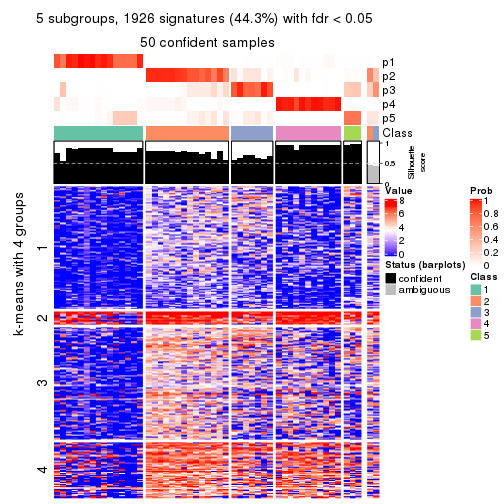 5 subgroups, 1926 signatures (44.3%) with fdr < 0.05
50 confident samples
p1
p2
p3
p4
p5
Class
1
0.5
0
Silhouette
score
k-means with 4 groups
1
2
3
4
Value
8
6
4
2
0
Status (barplots)
confident
ambiguous
Prob
1
0.8
0.6
0.4
0.2
0
Class
1
2
3
4
5